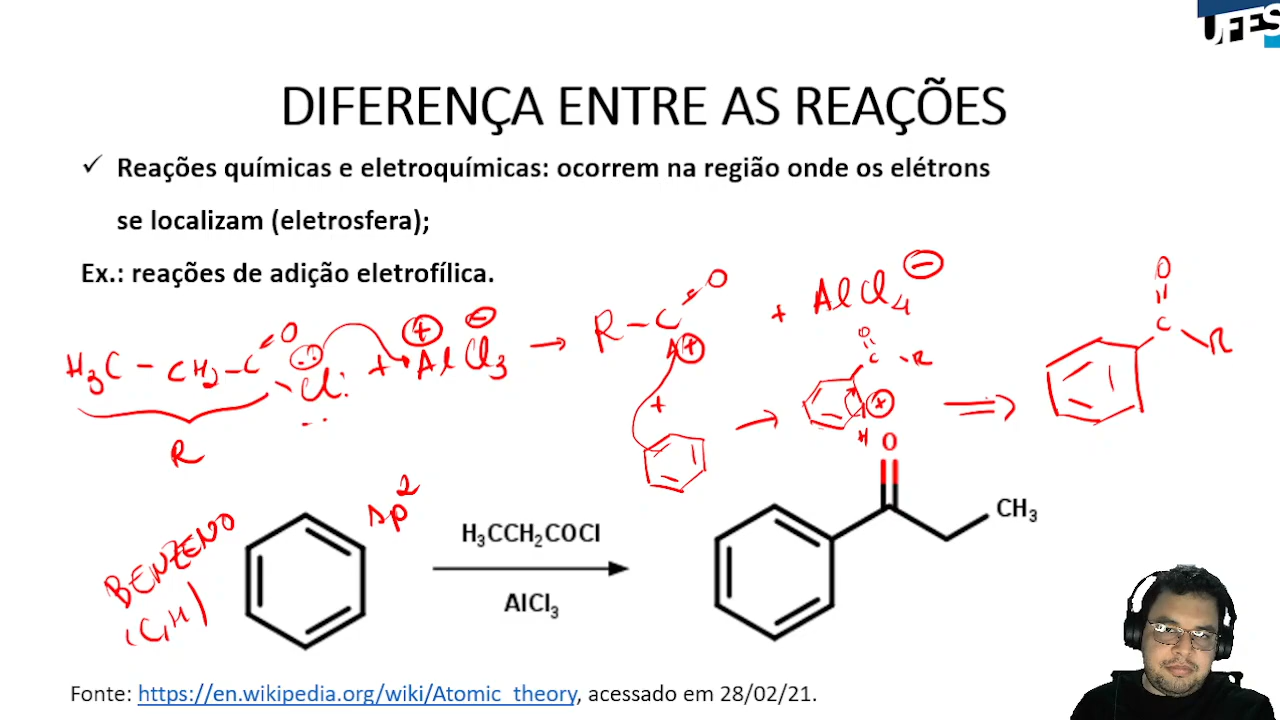 UFES
DIFERENÇA ENTRE AS REAÇÕES
✓ Reações químicas e eletroquímicas: ocorrem na região onde os elétrons
se localizam (eletrosfera);
Ex.: reações de adição eletrofílica.
H₃C – CH₂ – C = O Cl + AlCl₃ → R – C = O + AlCl₄ −
R
+
→ O C R + H ⇒ O C R
BENZENO
(C,H)
sp²
H₃CCH₂COCl
AlCl₃
O
CH₃
Fonte: https://en.wikipedia.org/wiki/Atomic_theory, acessado em 28/02/21.